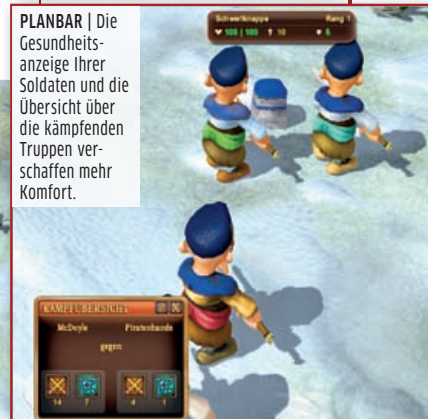 PLANBAR | Die
Gesundheits-
anzeige Ihrer
Soldaten und die
Übersicht über
die kämpfenden
Truppen ver-
schaffen mehr
Komfort.
Schwertknappe Rang 1
100 | 100 10 6
KAMPFÜBERSICHT
McDoyle Piratenbande
gegen
14 7 4 1